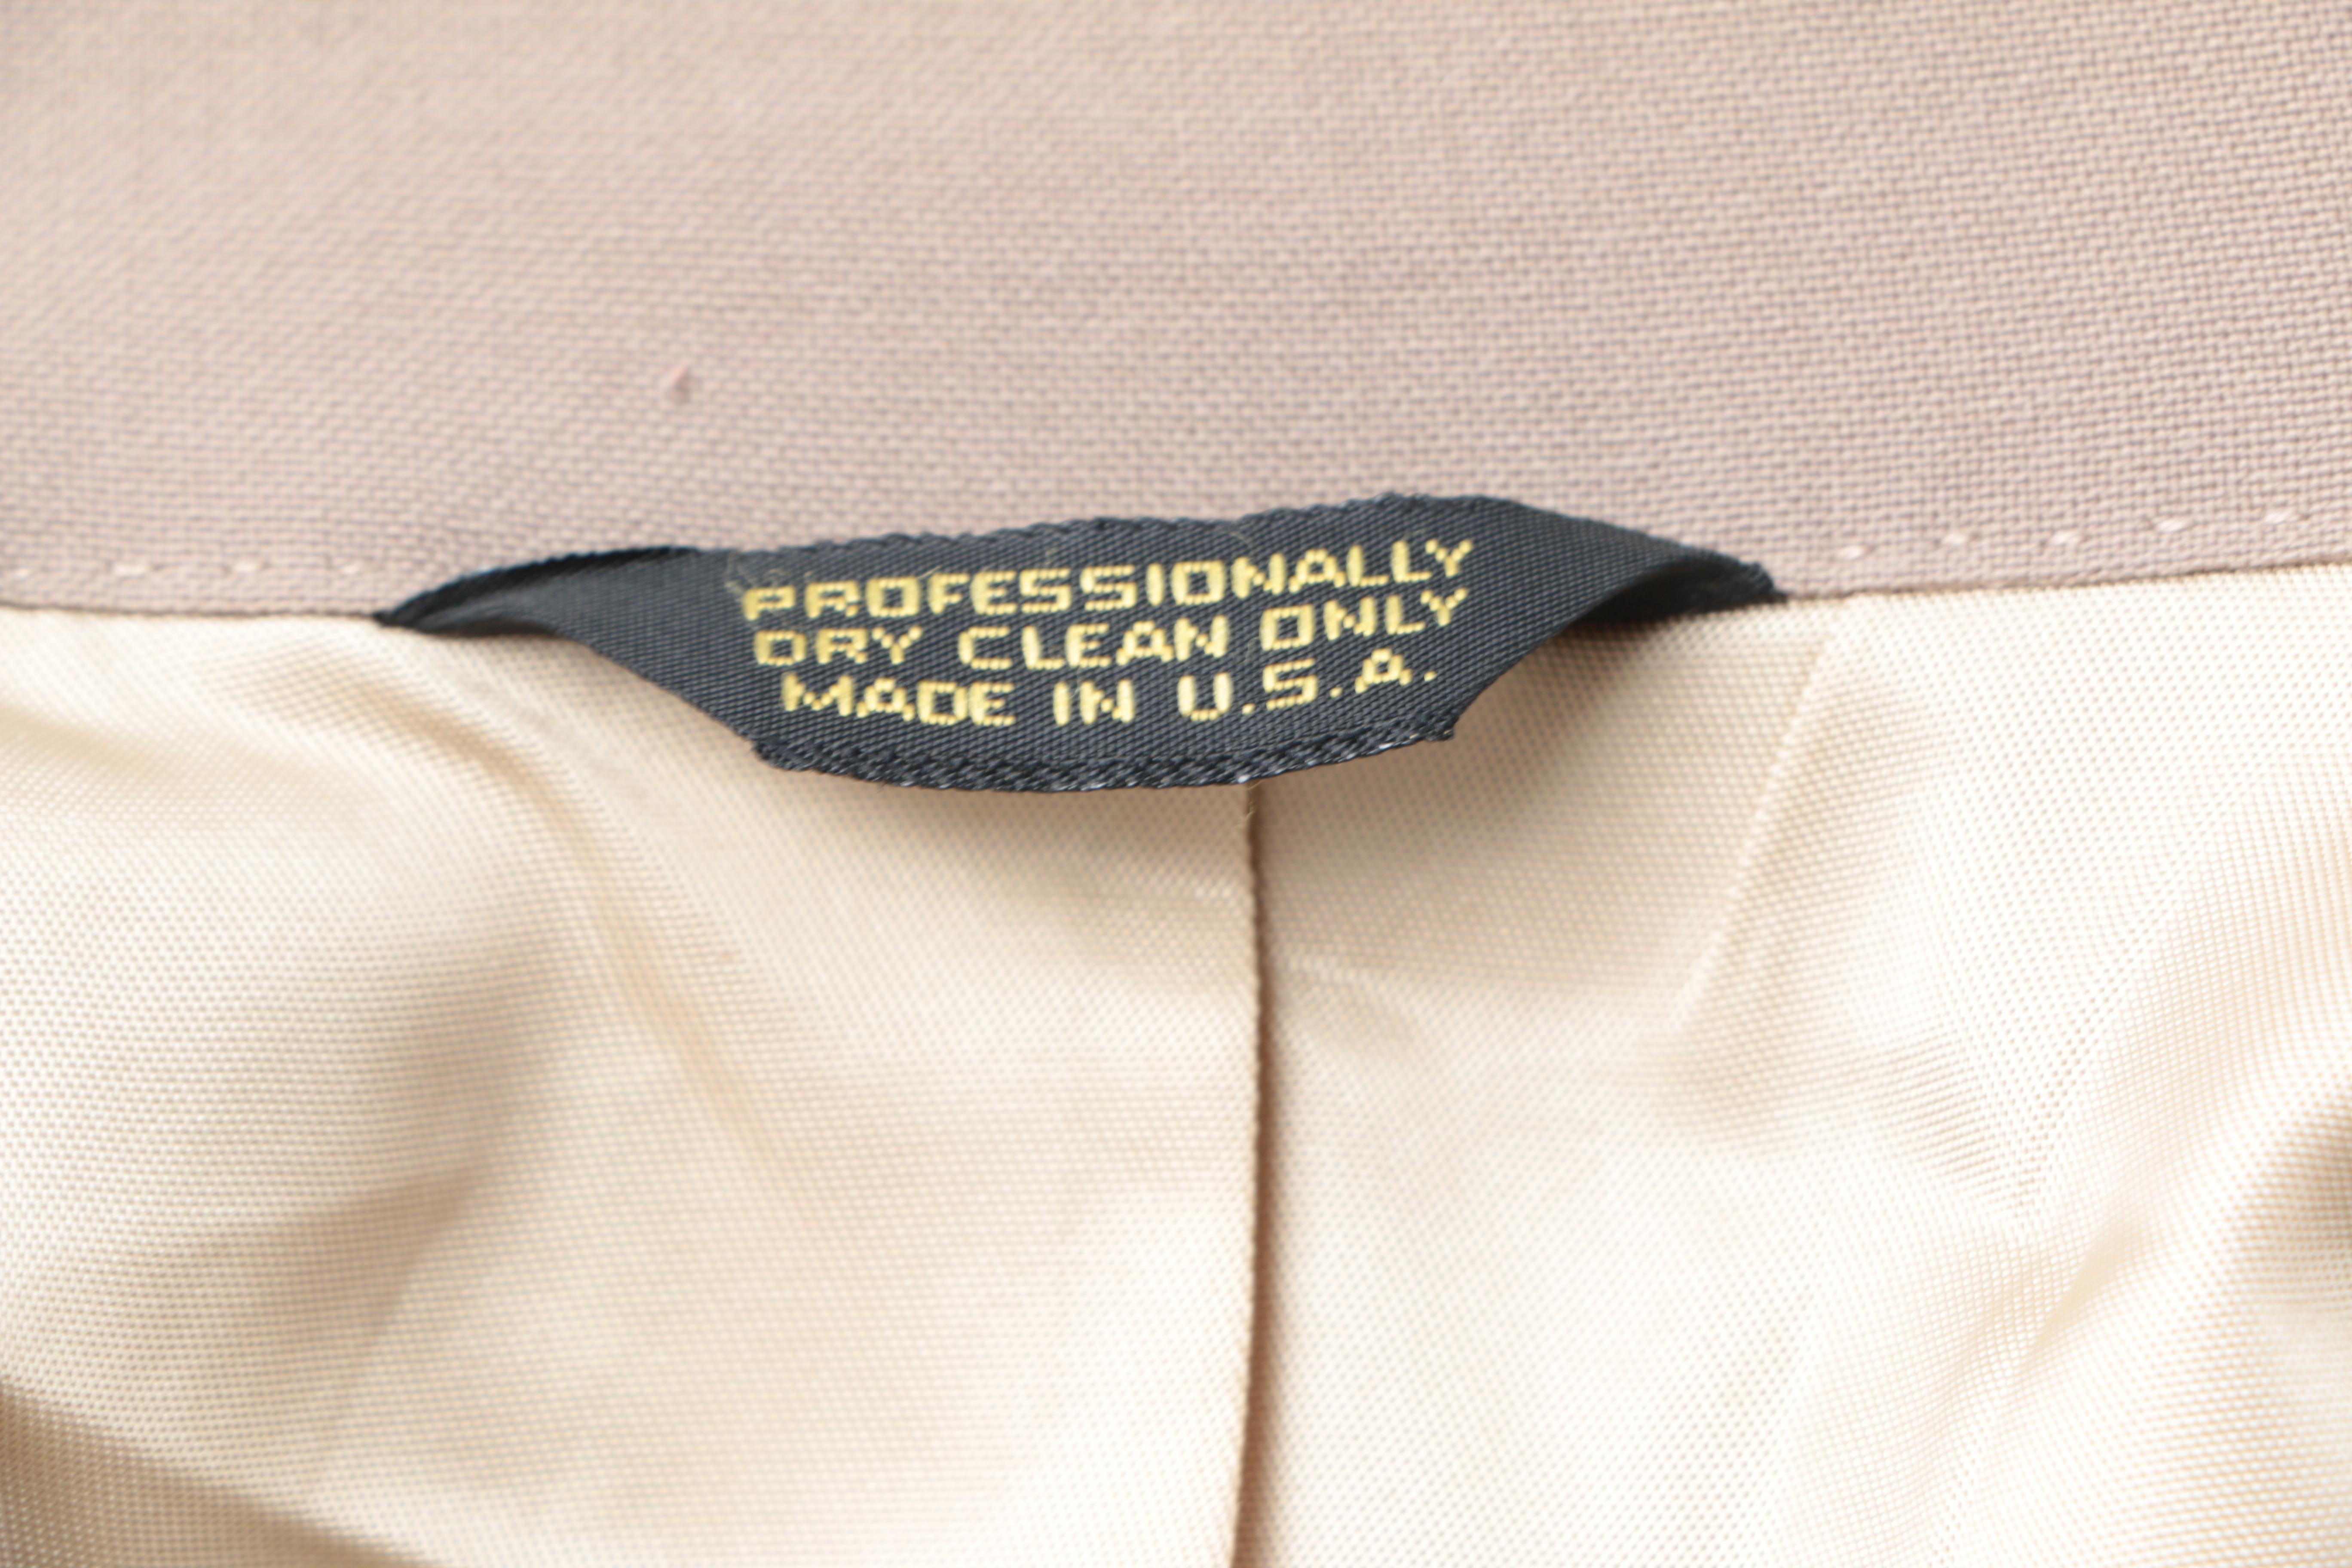 PROFESSIONALLY
DRY CLEAN ONLY
MADE IN U.S.A.